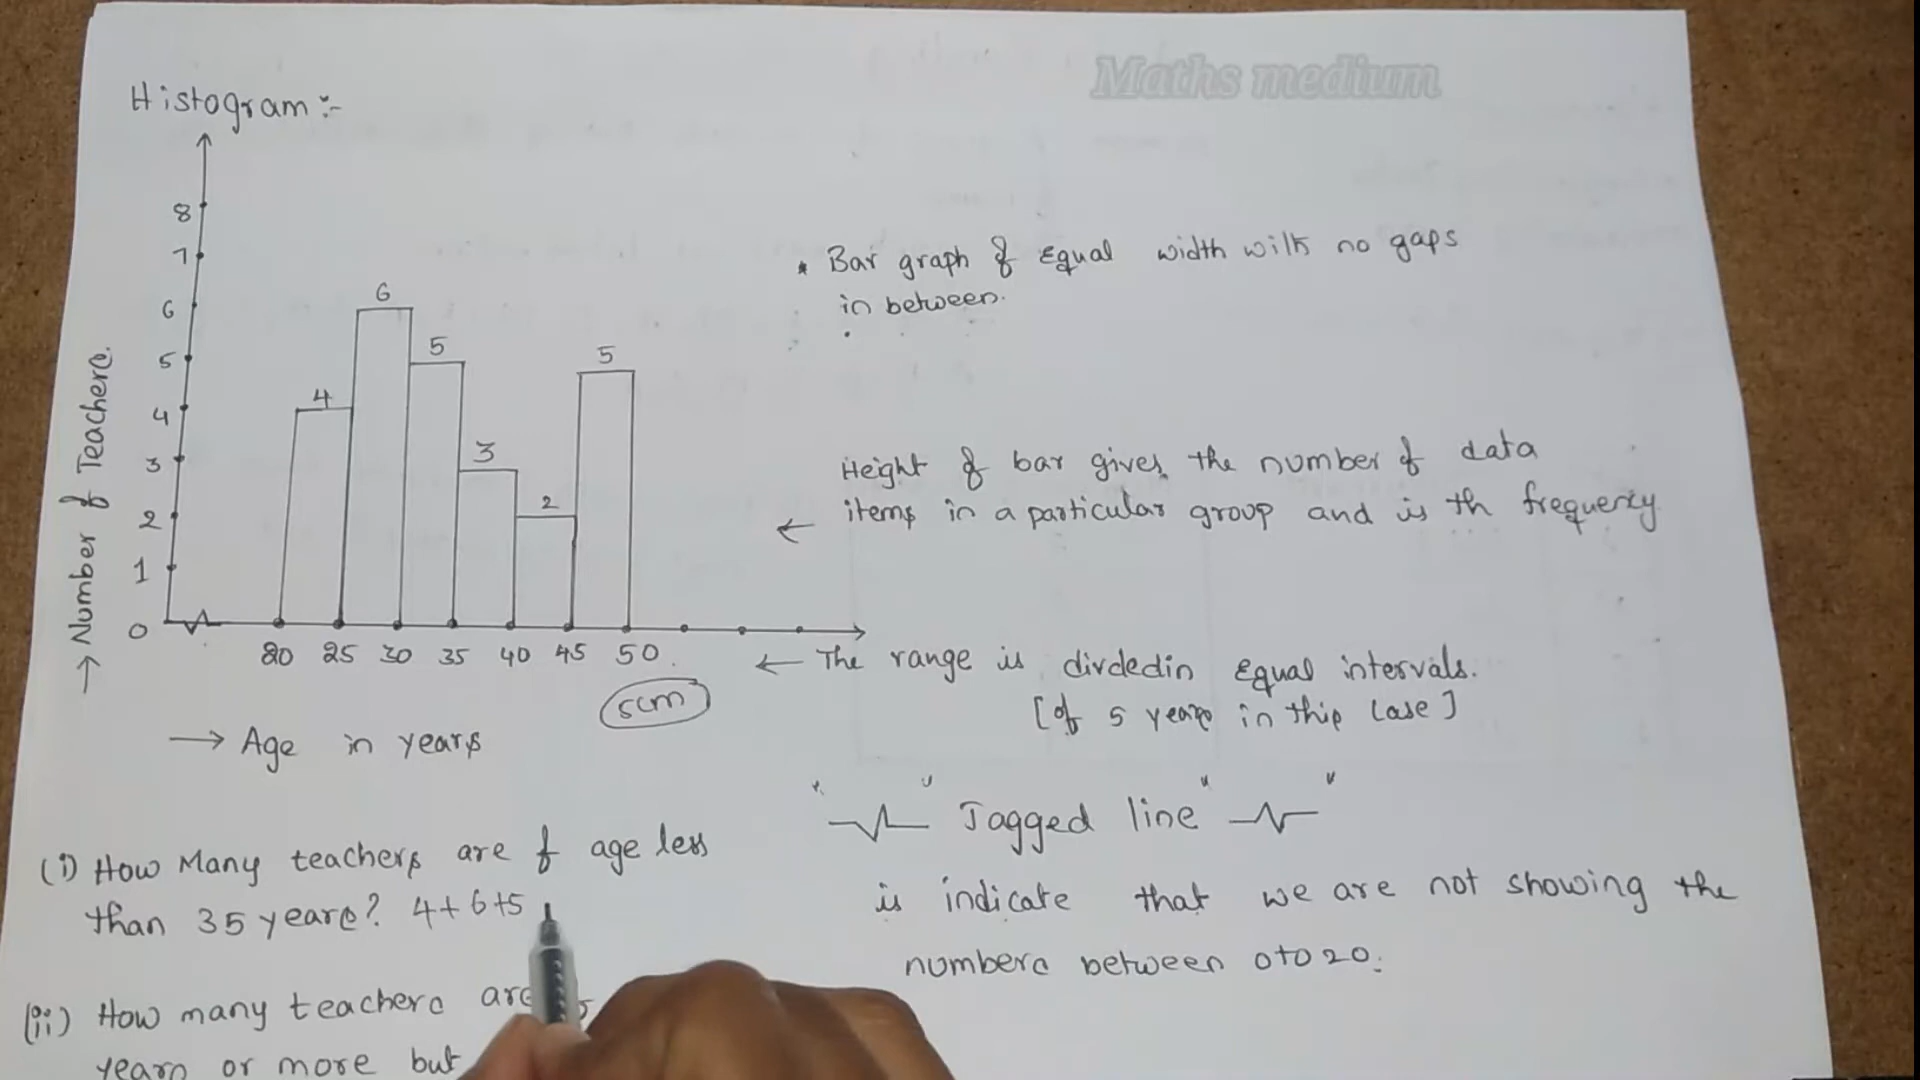 Maths medium
Histogram :-
8
7
6
5
4
3
2
1
0
4
6
5
3
2
5
20 25 30 35 40 45 50
5cm
→ Number of Teachers.
→ Age in years
* Bar graph of Equal width with no gaps
in between.
Height of bar gives the number of data
← items in a particular group and is th frequency
← The range is divdedin Equal intervals.
[of 5 years in this case]
"
" Jagged line " "
is indicate that we are not showing the
numbers between 0 to 20.
(i) How Many teachers are of age less
than 35 years? 4+6+5
(ii) How many teachers are
years or more but